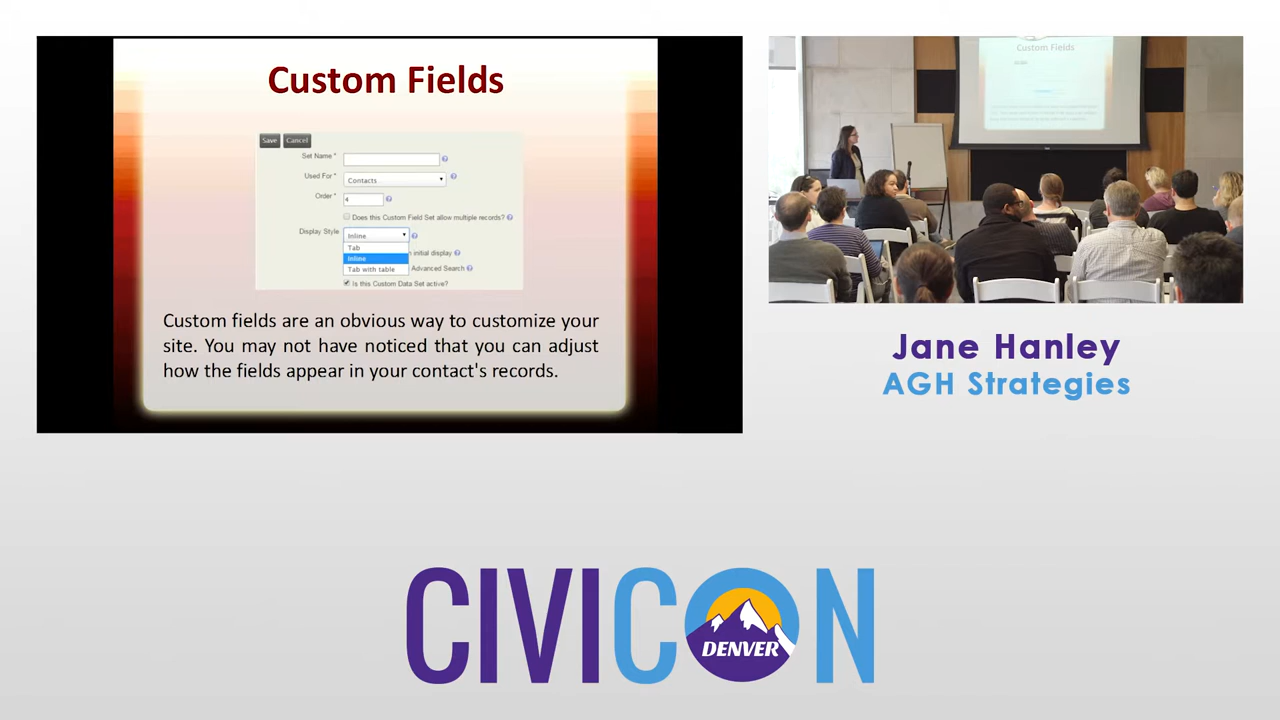 Custom Fields
Save Cancel
Set Name *
Used For * Contacts
Order * 4
Does this Custom Field Set allow multiple records?
Display Style Inline
Tab
initial display
Inline
Tab with table Advanced Search
Is this Custom Data Set active?
Custom fields are an obvious way to customize your
site. You may not have noticed that you can adjust
how the fields appear in your contact's records.
Custom Fields
Jane Hanley
AGH Strategies
CIVICON
DENVER